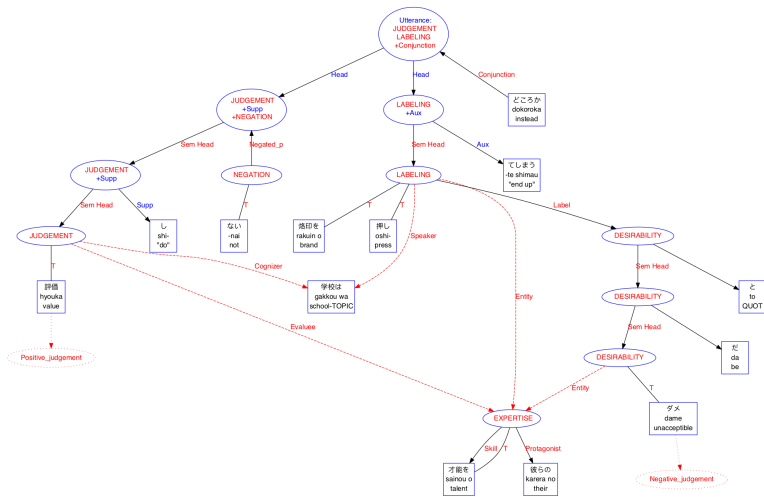 Utterance:
JUDGEMENT
LABELING
+Conjunction
Head
Head
Conjunction
JUDGEMENT
+Supp
+NEGATION
LABELING
+Aux
どころか
dokoroka
instead
Sem Head
Negated_p
Sem Head
Aux
JUDGEMENT
+Supp
NEGATION
LABELING
てしまう
-te shimau
"end up"
Sem Head
Supp
T
T
T
Speaker
Label
JUDGEMENT
し
shi-
"do"
ない
-nai
not
烙印を
rakuin o
brand
押し
oshi-
press
DESIRABILITY
T
Cognizer
Sem Head
評価
hyouka
value
学校は
gakkou wa
school-TOPIC
Entity
DESIRABILITY
と
to
QUOT
Evaluee
Sem Head
Positive_judgement
DESIRABILITY
だ
da
be
Entity
T
EXPERTISE
ダメ
dame
unacceptible
Skill
T
Protagonist
才能を
sainou o
talent
彼らの
karera no
their
Negative_judgement